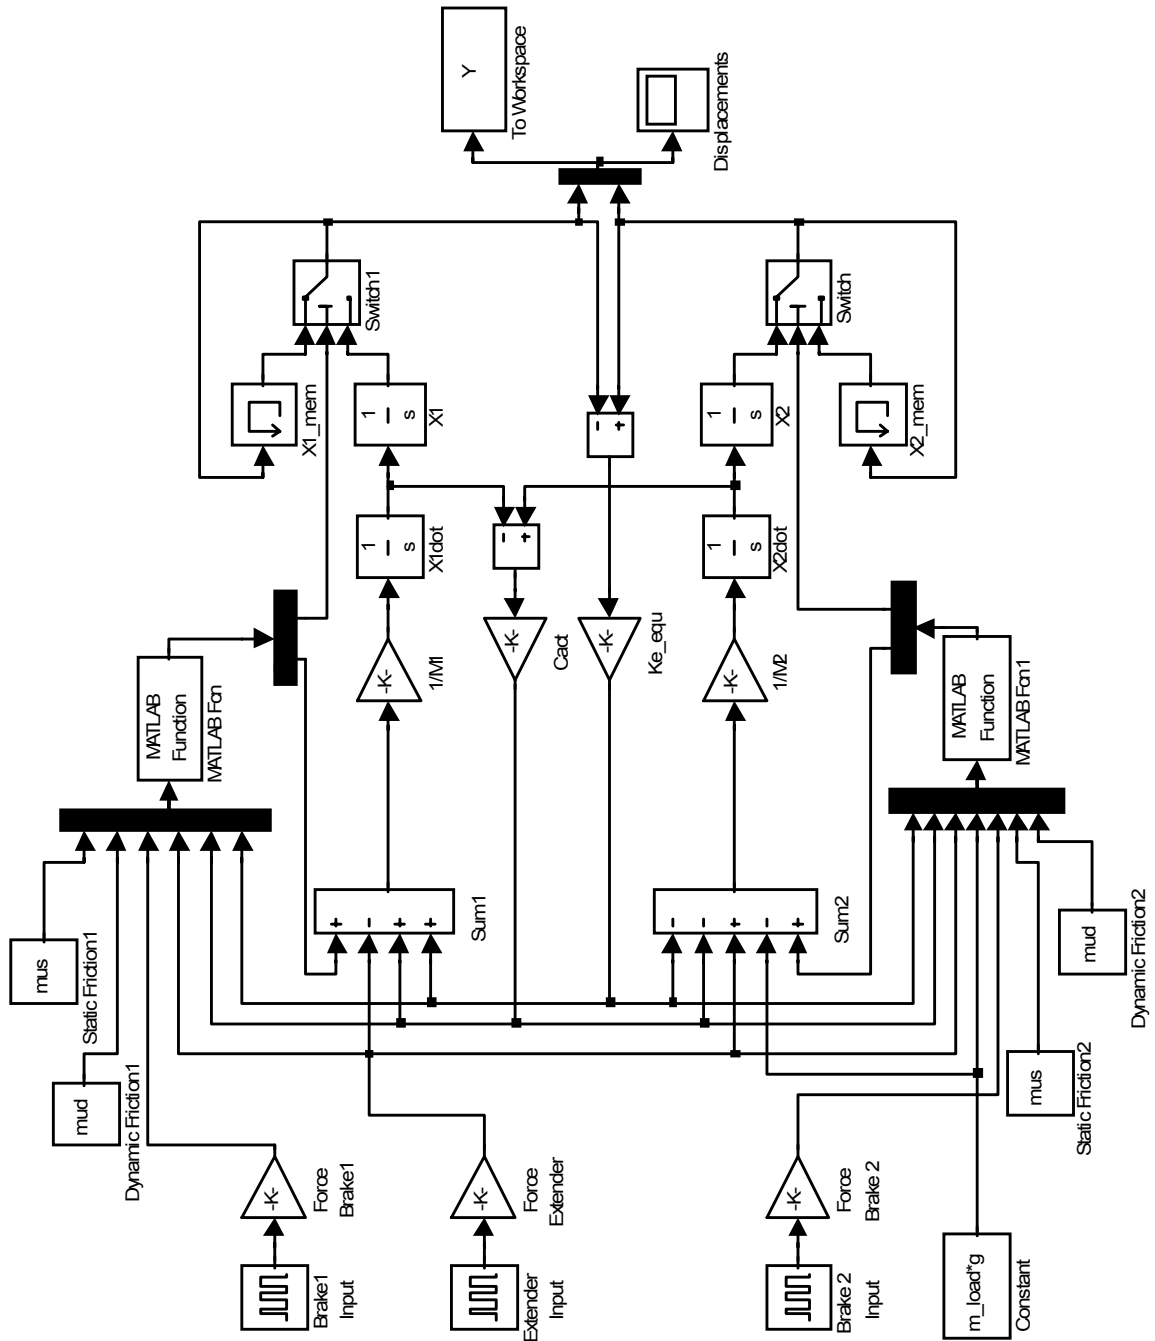 mus
Static Friction1
mud
Dynamic Friction1
MATLAB
Function
MATLAB Fcn
-K-
Force
Brake1
Brake1
Input
X1_mem
+
−
+
+
Sum1
-K-
1/M1
1
s
X1dot
1
s
X1
Switch1
Extender
Input
-K-
Force
Extender
-K-
Cact
−
+
-K-
Ke_equ
−
+
Y
To Workspace
Displacements
−
−
+
−
+
Sum2
-K-
1/M2
1
s
X2dot
1
s
X2
Switch
Brake 2
Input
-K-
Force
Brake 2
X2_mem
m_load*g
Constant
MATLAB
Function
MATLAB Fcn1
mus
Static Friction2
mud
Dynamic Friction2